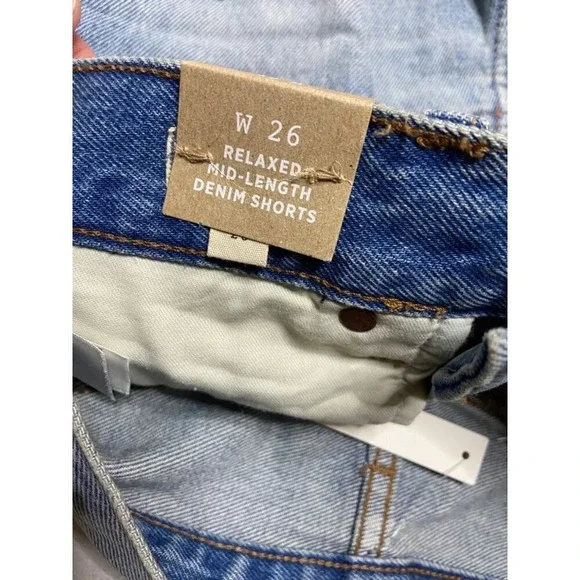 W 26
RELAXED
MID-LENGTH
DENIM SHORTS